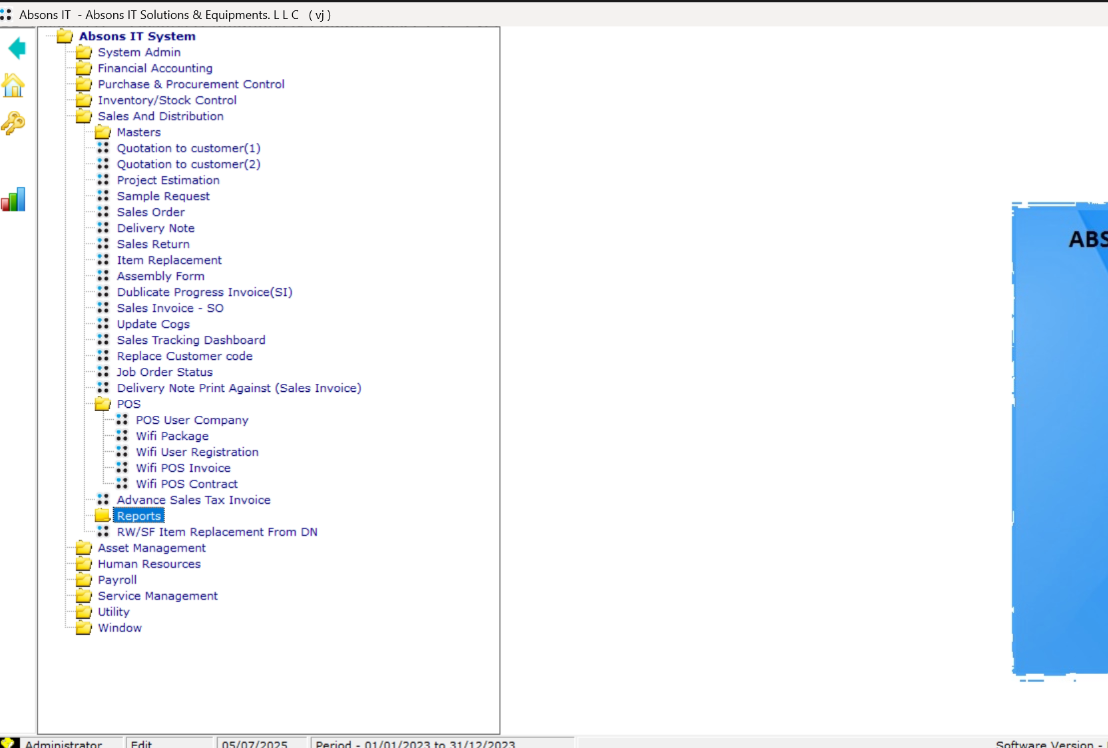 Absons IT - Absons IT Solutions & Equipments. L L C ( vj )
Absons IT System
System Admin
Financial Accounting
Purchase & Procurement Control
Inventory/Stock Control
Sales And Distribution
Masters
Quotation to customer(1)
Quotation to customer(2)
Project Estimation
Sample Request
Sales Order
Delivery Note
Sales Return
Item Replacement
Assembly Form
Dublicate Progress Invoice(SI)
Sales Invoice - SO
Update Cogs
Sales Tracking Dashboard
Replace Customer code
Job Order Status
Delivery Note Print Against (Sales Invoice)
POS
POS User Company
Wifi Package
Wifi User Registration
Wifi POS Invoice
Wifi POS Contract
Advance Sales Tax Invoice
Reports
RW/SF Item Replacement From DN
Asset Management
Human Resources
Payroll
Service Management
Utility
Window
ABS
Administrator Edit 05/07/2025 Period - 01/01/2023 to 31/12/2023 Software Version -